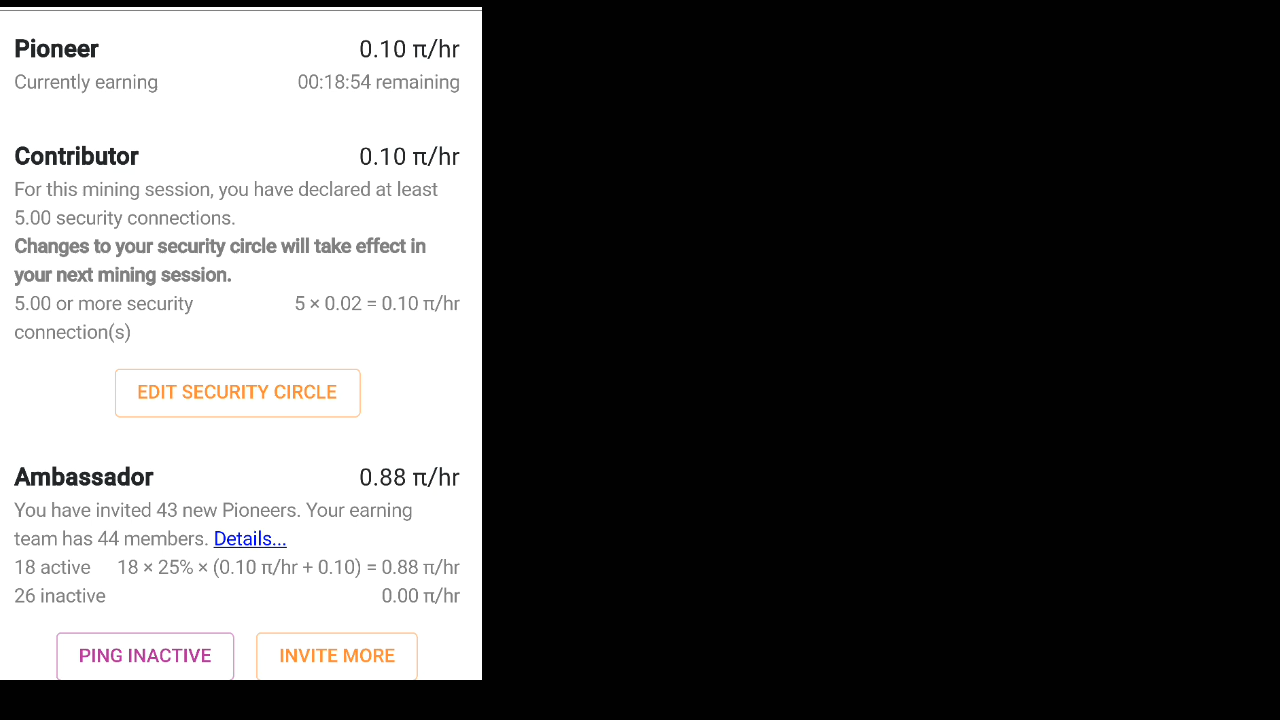 Pioneer 0.10 π/hr
Currently earning 00:18:54 remaining
Contributor 0.10 π/hr
For this mining session, you have declared at least
5.00 security connections.
Changes to your security circle will take effect in
your next mining session.
5.00 or more security 5 × 0.02 = 0.10 π/hr
connection(s)
EDIT SECURITY CIRCLE
Ambassador 0.88 π/hr
You have invited 43 new Pioneers. Your earning
team has 44 members. Details...
18 active 18 × 25% × (0.10 π/hr + 0.10) = 0.88 π/hr
26 inactive 0.00 π/hr
PING INACTIVE INVITE MORE